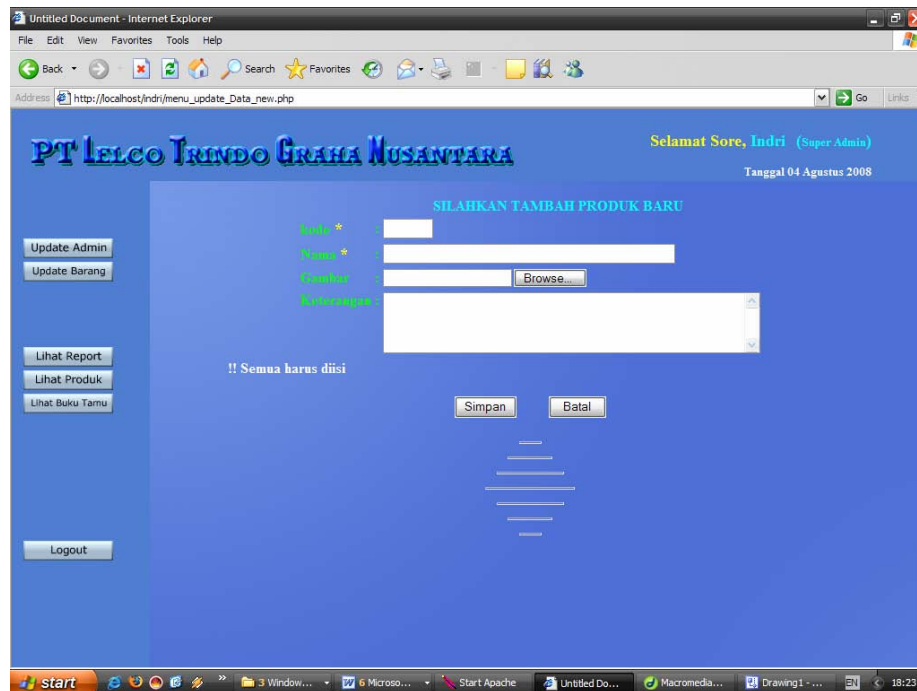 Untitled Document - Internet Explorer
File Edit View Favorites Tools Help
Back Search Favorites
Address http://localhost/indri/menu_update_Data_new.php Go Links
PT Lelco Trindo Graha Nusantara
Selamat Sore, Indri (Super Admin)
Tanggal 04 Agustus 2008
SILAHKAN TAMBAH PRODUK BARU
kode * :
Nama * :
Gambar : Browse...
Keterangan :
!! Semua harus diisi
Simpan Batal
Update Admin
Update Barang
Lihat Report
Lihat Produk
Lihat Buku Tamu
Logout
start 3 Window... 6 Microso... Start Apache Untitled Do... Macromedia... Drawing1 - ... EN 18:23